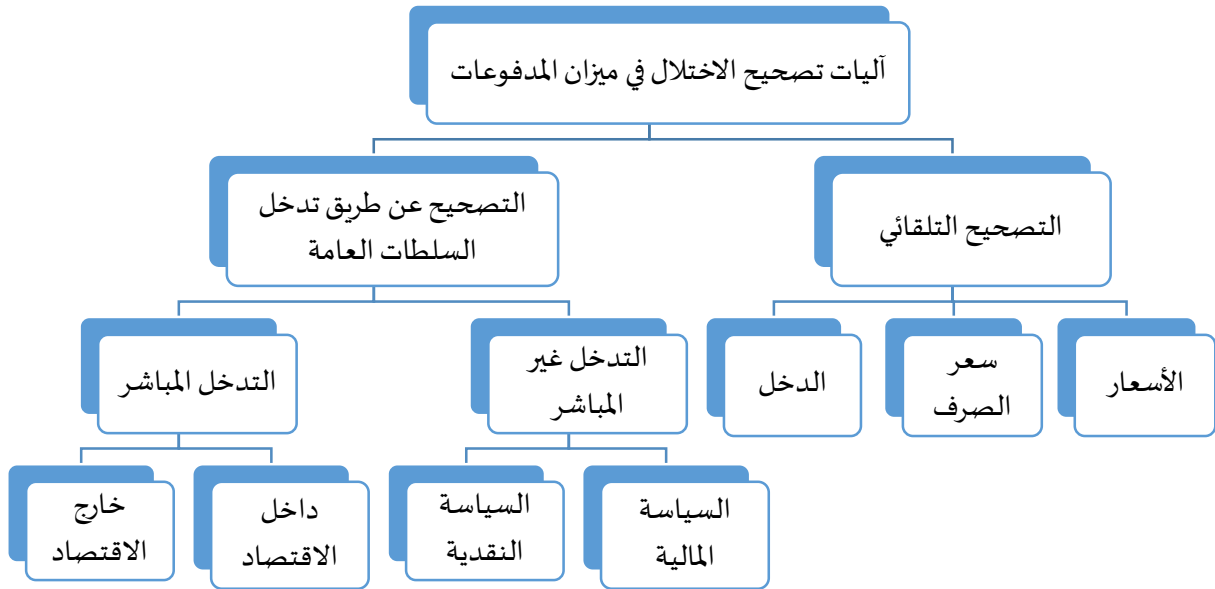 آليات تصحيح الاختلال في ميزان المدفوعات
التصحيح التلقائي
التصحيح عن طريق تدخل
السلطات العامة
الأسعار
سعر
الصرف
الدخل
التدخل غير
المباشر
التدخل المباشر
السياسة
المالية
السياسة
النقدية
داخل
الاقتصاد
خارج
الاقتصاد